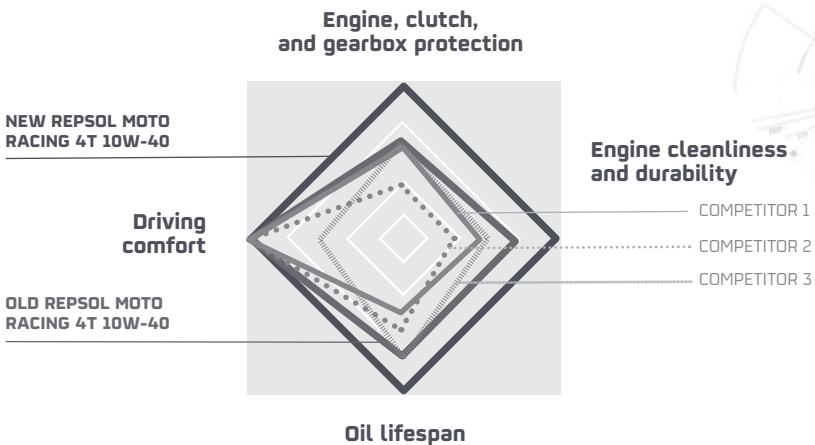 Engine, clutch,
and gearbox protection
NEW REPSOL MOTO
RACING 4T 10W-40
Engine cleanliness
and durability
COMPETITOR 1
Driving
comfort
COMPETITOR 2
COMPETITOR 3
OLD REPSOL MOTO
RACING 4T 10W-40
Oil lifespan